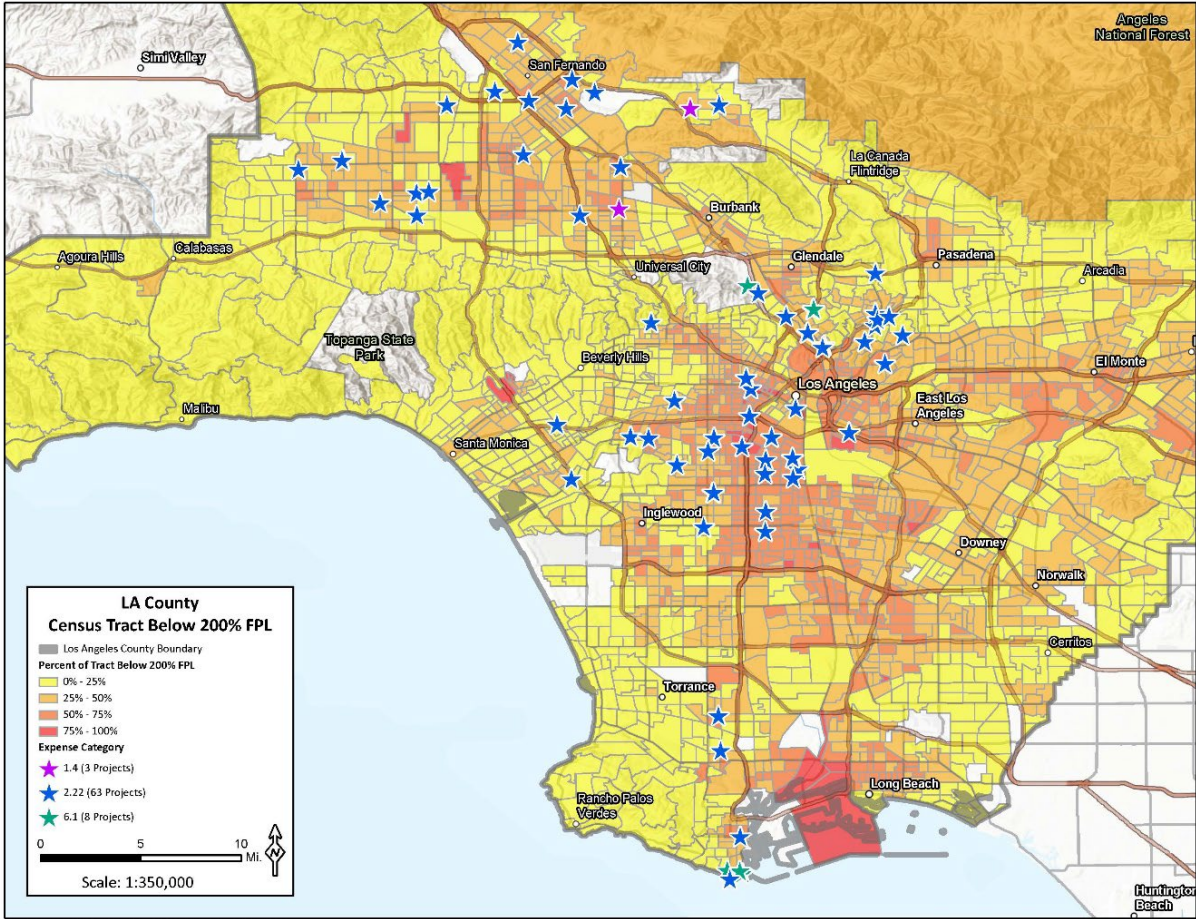 Angeles
National Forest
Simi Valley
San Fernando
La Canada
Flintridge
Burbank
Agoura Hills
Calabasas
Universal City
Glendale
Pasadena
Arcadia
Topanga State
Park
Beverly Hills
El Monte
Los Angeles
East Los
Angeles
Malibu
Santa Monica
Inglewood
Downey
Norwalk
Cerritos
Torrance
Long Beach
Rancho Palos
Verdes
Huntington
Beach
LA County
Census Tract Below 200% FPL
Los Angeles County Boundary
Percent of Tract Below 200% FPL
0% - 25%
25% - 50%
50% - 75%
75% - 100%
Expense Category
1.4 (3 Projects)
2.22 (63 Projects)
6.1 (8 Projects)
0 5 10 Mi.
N
Scale: 1:350,000